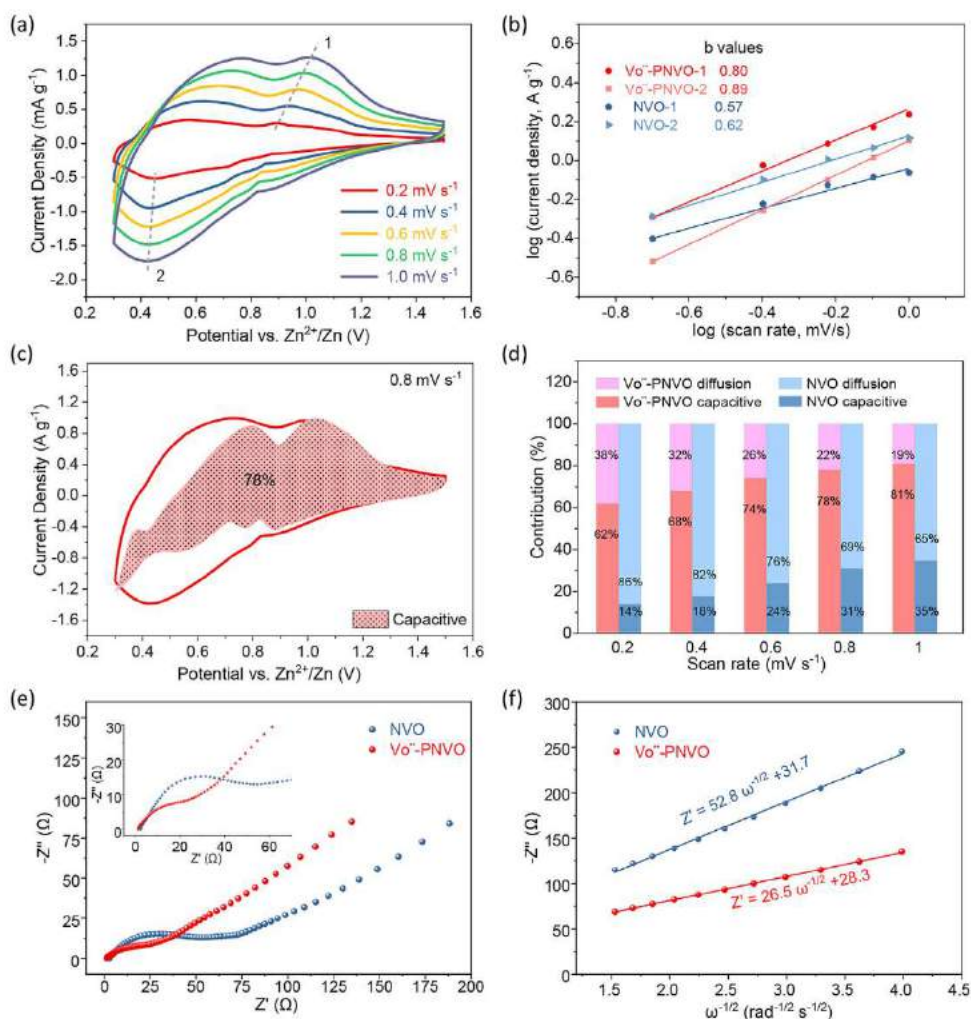 (a)
1.5
1.0
0.5
0.0
-0.5
-1.0
-1.5
-2.0
Current Density (mA g⁻¹)
1
2
0.2 mV s⁻¹
0.4 mV s⁻¹
0.6 mV s⁻¹
0.8 mV s⁻¹
1.0 mV s⁻¹
0.2 0.4 0.6 0.8 1.0 1.2 1.4 1.6
Potential vs. Zn²⁺/Zn (V)
(b)
0.6
0.4
0.2
0.0
-0.2
-0.4
-0.6
log (current density, A g⁻¹)
b values
Vo¨-PNVO-1 0.80
Vo¨-PNVO-2 0.89
NVO-1 0.57
NVO-2 0.62
-0.8 -0.6 -0.4 -0.2 0.0
log (scan rate, mV/s)
(c)
1.6
1.2
0.8
0.4
0.0
-0.4
-0.8
-1.2
-1.6
Current Density (A g⁻¹)
0.8 mV s⁻¹
78%
Capacitive
0.2 0.4 0.6 0.8 1.0 1.2 1.4 1.6
Potential vs. Zn²⁺/Zn (V)
(d)
120
80
40
0
Contribution (%)
Vo¨-PNVO diffusion NVO diffusion
Vo¨-PNVO capacitive NVO capacitive
38% 32% 26% 22% 19%
62% 68% 74% 78% 81%
86% 82% 76% 69% 65%
14% 18% 24% 31% 35%
0.2 0.4 0.6 0.8 1
Scan rate (mV s⁻¹)
(e)
150
125
100
75
50
25
0
-Z" (Ω)
NVO
Vo¨-PNVO
30
20
10
0
-Z" (Ω)
0 20 40 60
Z' (Ω)
0 25 50 75 100 125 150 175 200
Z' (Ω)
(f)
300
250
200
150
100
50
0
-Z" (Ω)
NVO
Vo¨-PNVO
Z' = 52.8 ω⁻¹/² +31.7
Z' = 26.5 ω⁻¹/² +28.3
1.5 2.0 2.5 3.0 3.5 4.0 4.5
ω⁻¹/² (rad⁻¹/² s⁻¹/²)